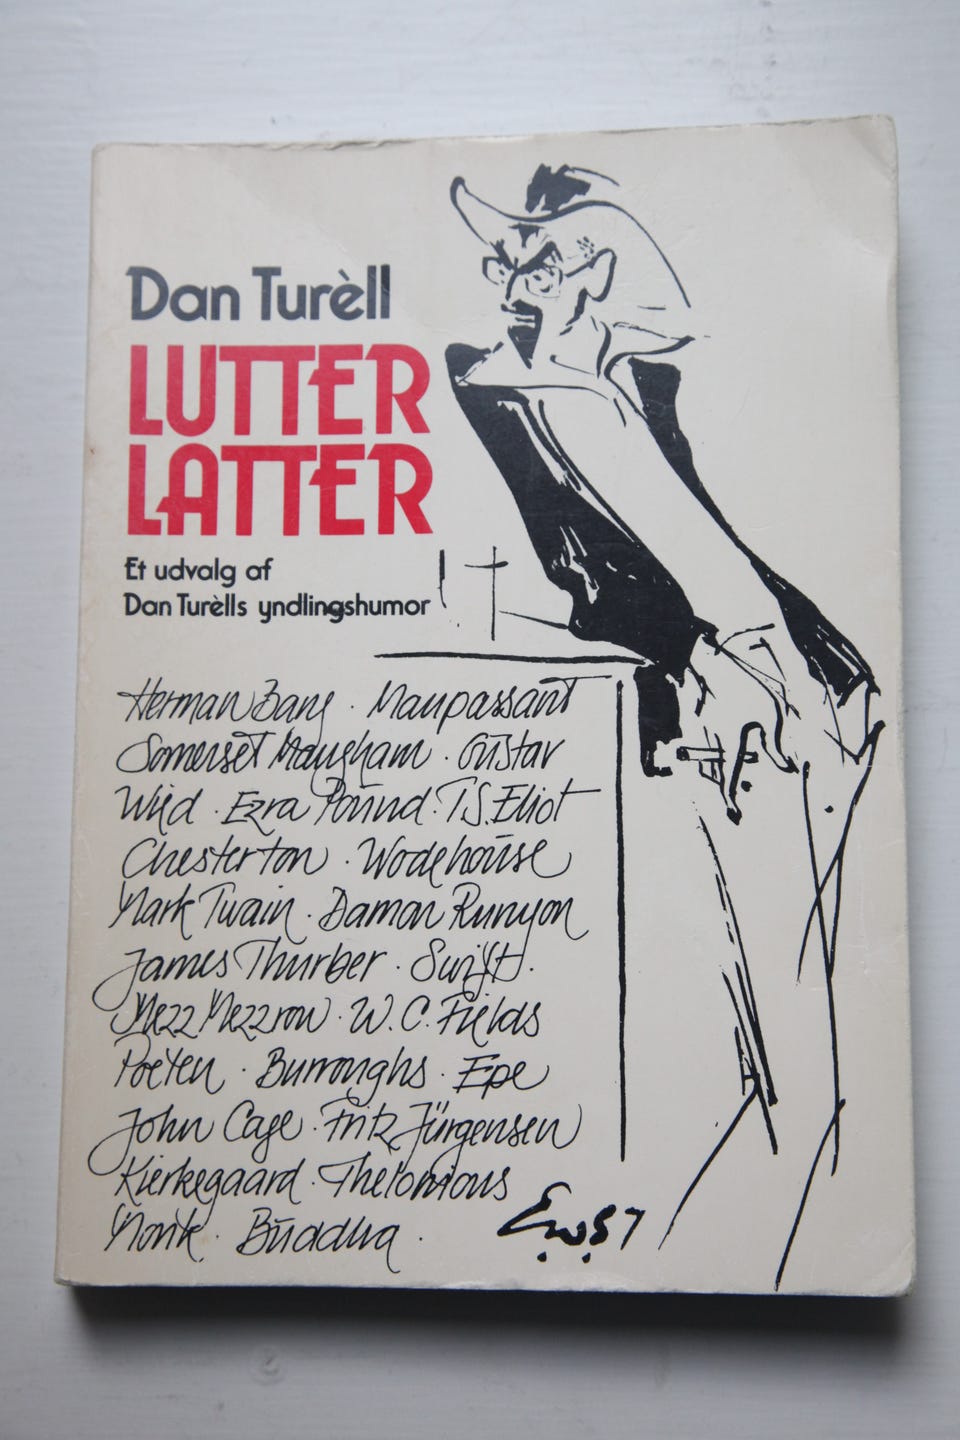 Dan Turèll
LUTTER
LATTER
Et udvalg af
Dan Turèlls yndlingshumor
Herman Bang · Maupassant
Somerset Maugham · Gustav
Wied · Ezra Pound · T.S. Eliot
Chesterton · Wodehouse
Mark Twain · Damon Runyon
James Thurber · Swift ·
Mezz Mezzrow · W.C. Fields
Poeten · Burroughs · Epe
John Cage · Fritz Jürgensen
Kierkegaard · Thelonious
Monk · Buddha ·